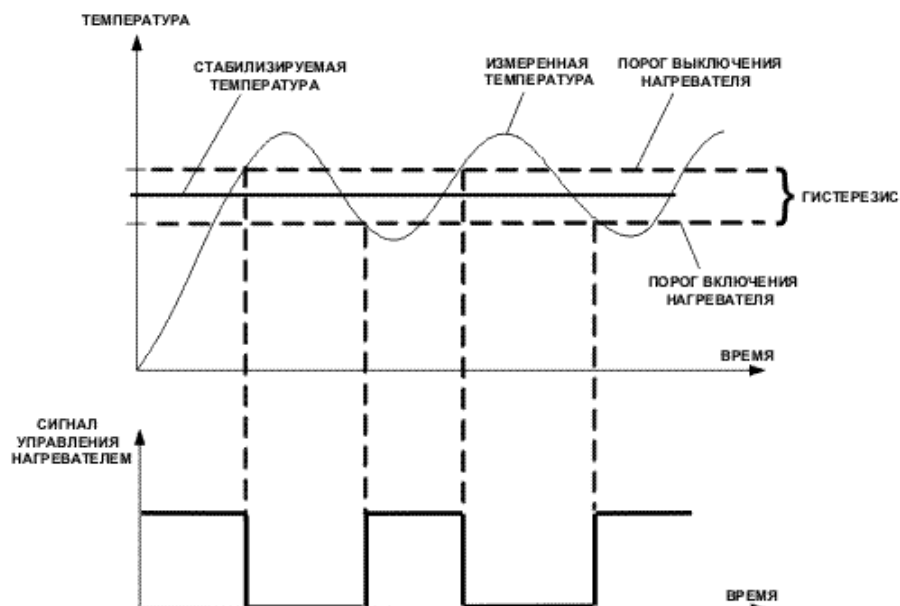 ТЕМПЕРАТУРА
СТАБИЛИЗИРУЕМАЯ
ТЕМПЕРАТУРА
ИЗМЕРЕННАЯ
ТЕМПЕРАТУРА
ПОРОГ ВЫКЛЮЧЕНИЯ
НАГРЕВАТЕЛЯ
ГИСТЕРЕЗИС
ПОРОГ ВКЛЮЧЕНИЯ
НАГРЕВАТЕЛЯ
ВРЕМЯ
СИГНАЛ
УПРАВЛЕНИЯ
НАГРЕВАТЕЛЕМ
ВРЕМЯ